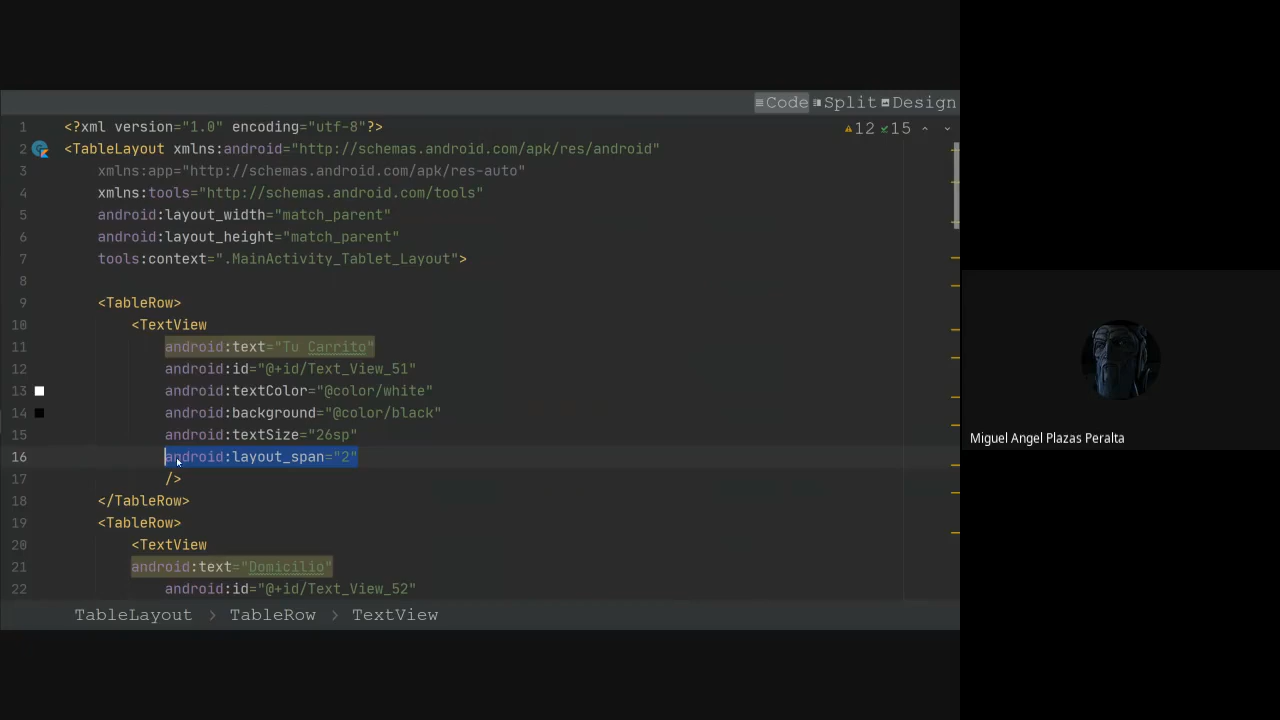 Code Split Design
12 15
1 <?xml version="1.0" encoding="utf-8"?>
2 <TableLayout xmlns:android="http://schemas.android.com/apk/res/android"
3 xmlns:app="http://schemas.android.com/apk/res-auto"
4 xmlns:tools="http://schemas.android.com/tools"
5 android:layout_width="match_parent"
6 android:layout_height="match_parent"
7 tools:context=".MainActivity_Tablet_Layout">
8
9 <TableRow>
10 <TextView
11 android:text="Tu Carrito"
12 android:id="@+id/Text_View_51"
13 android:textColor="@color/white"
14 android:background="@color/black"
15 android:textSize="26sp"
16 android:layout_span="2"
17 />
18 </TableRow>
19 <TableRow>
20 <TextView
21 android:text="Domicilio"
22 android:id="@+id/Text_View_52"
TableLayout > TableRow > TextView
Miguel Angel Plazas Peralta